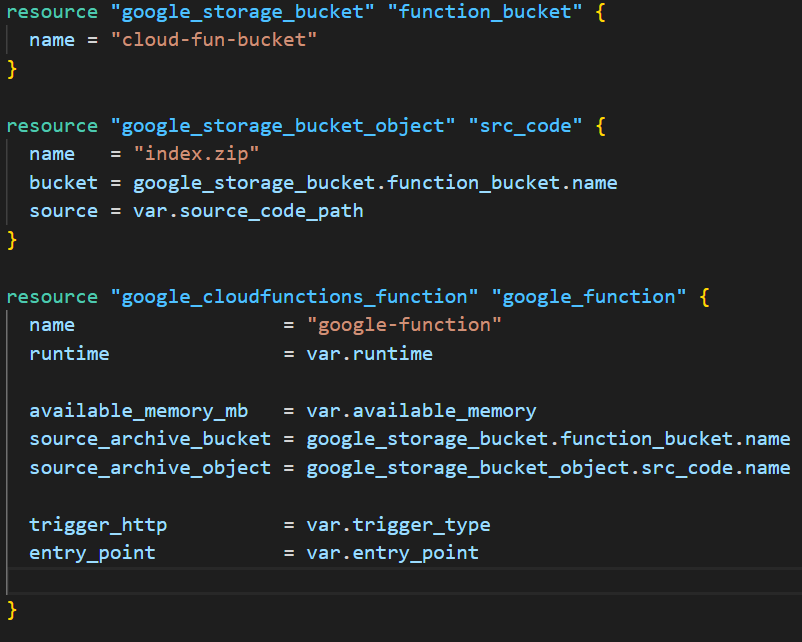 resource "google_storage_bucket" "function_bucket" {
  name = "cloud-fun-bucket"
}

resource "google_storage_bucket_object" "src_code" {
  name   = "index.zip"
  bucket = google_storage_bucket.function_bucket.name
  source = var.source_code_path
}

resource "google_cloudfunctions_function" "google_function" {
  name                  = "google-function"
  runtime               = var.runtime

  available_memory_mb   = var.available_memory
  source_archive_bucket = google_storage_bucket.function_bucket.name
  source_archive_object = google_storage_bucket_object.src_code.name

  trigger_http          = var.trigger_type
  entry_point           = var.entry_point

}